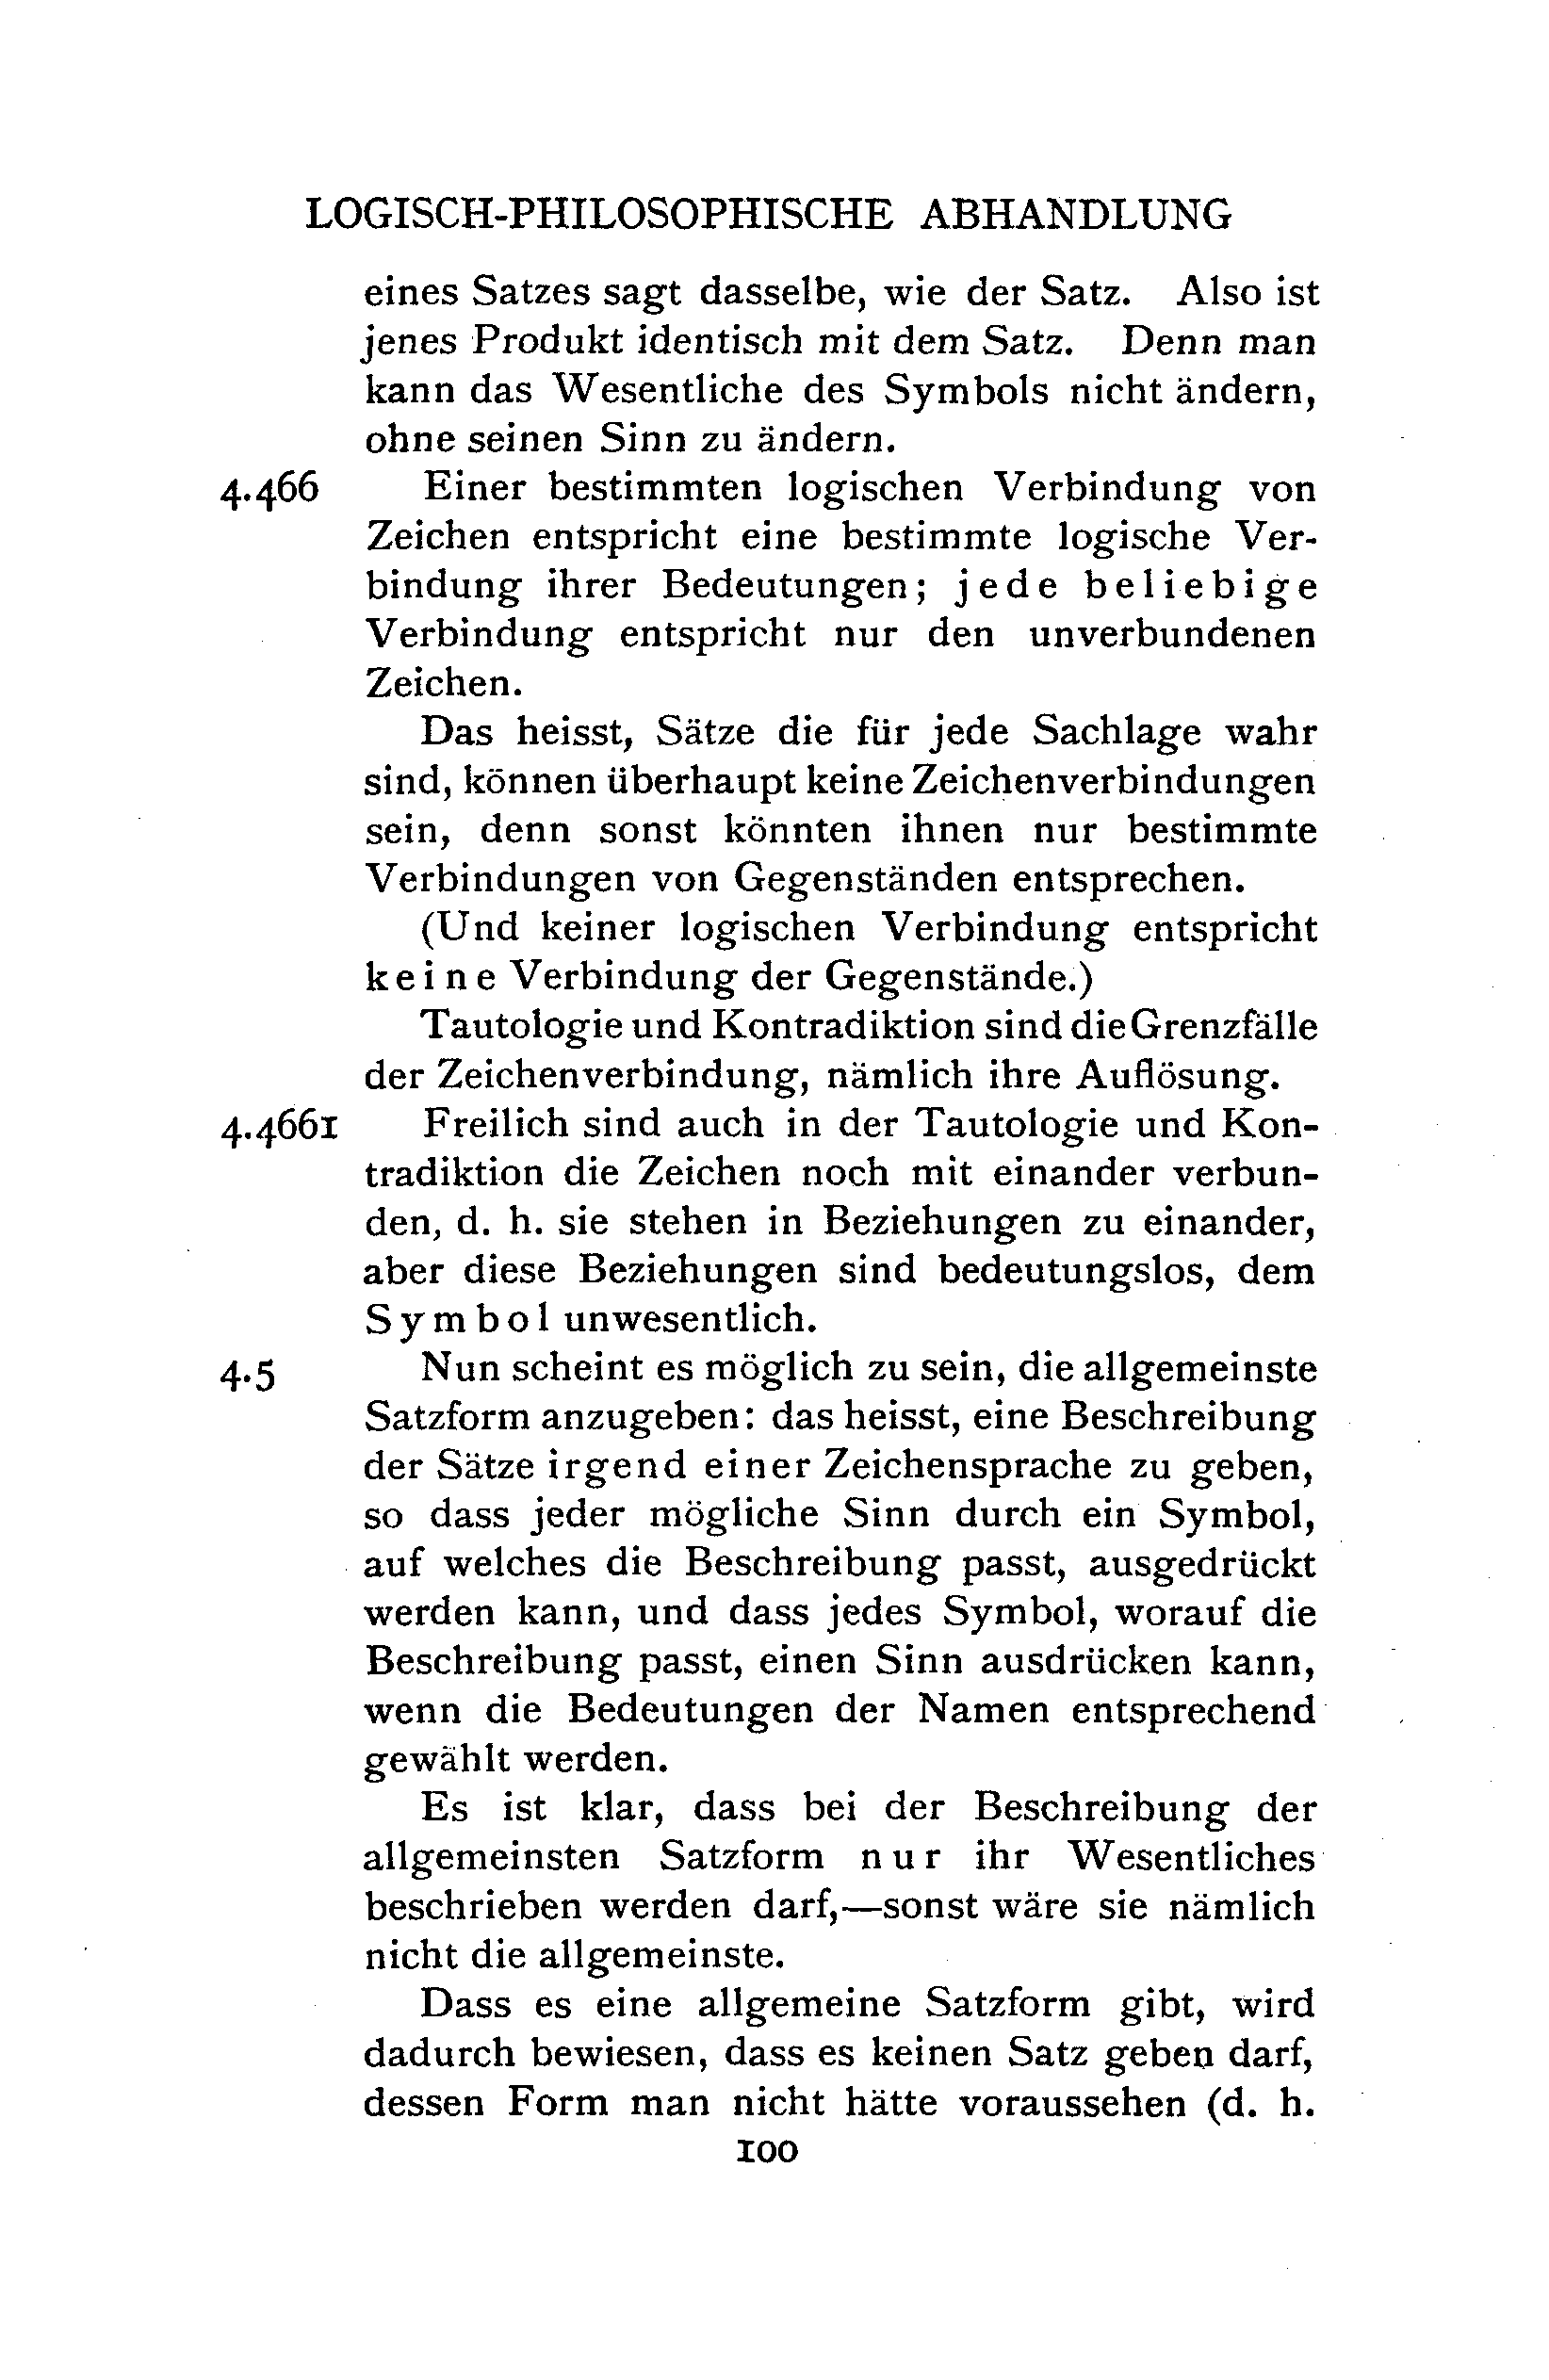 LOGISCH-PHILOSOPHISCHE ABHANDLUNG
eines Satzes sagt dasselbe, wie der Satz. Also ist
jenes Produkt identisch mit dem Satz. Denn man
kann das Wesentliche des Symbols nicht ändern,
ohne seinen Sinn zu ändern.
4.466 Einer bestimmten logischen Verbindung von
Zeichen entspricht eine bestimmte logische Ver-
bindung ihrer Bedeutungen; jede beliebige
Verbindung entspricht nur den unverbundenen
Zeichen.
Das heisst, Sätze die für jede Sachlage wahr
sind, können überhaupt keine Zeichenverbindungen
sein, denn sonst könnten ihnen nur bestimmte
Verbindungen von Gegenständen entsprechen.
(Und keiner logischen Verbindung entspricht
keine Verbindung der Gegenstände.)
Tautologie und Kontradiktion sind die Grenzfälle
der Zeichenverbindung, nämlich ihre Auflösung.
4.4661 Freilich sind auch in der Tautologie und Kon-
tradiktion die Zeichen noch mit einander verbun-
den, d. h. sie stehen in Beziehungen zu einander,
aber diese Beziehungen sind bedeutungslos, dem
Symbol unwesentlich.
4.5 Nun scheint es möglich zu sein, die allgemeinste
Satzform anzugeben: das heisst, eine Beschreibung
der Sätze irgend einer Zeichensprache zu geben,
so dass jeder mögliche Sinn durch ein Symbol,
auf welches die Beschreibung passt, ausgedrückt
werden kann, und dass jedes Symbol, worauf die
Beschreibung passt, einen Sinn ausdrücken kann,
wenn die Bedeutungen der Namen entsprechend
gewählt werden.
Es ist klar, dass bei der Beschreibung der
allgemeinsten Satzform nur ihr Wesentliches
beschrieben werden darf,—sonst wäre sie nämlich
nicht die allgemeinste.
Dass es eine allgemeine Satzform gibt, wird
dadurch bewiesen, dass es keinen Satz geben darf,
dessen Form man nicht hätte voraussehen (d. h.
100